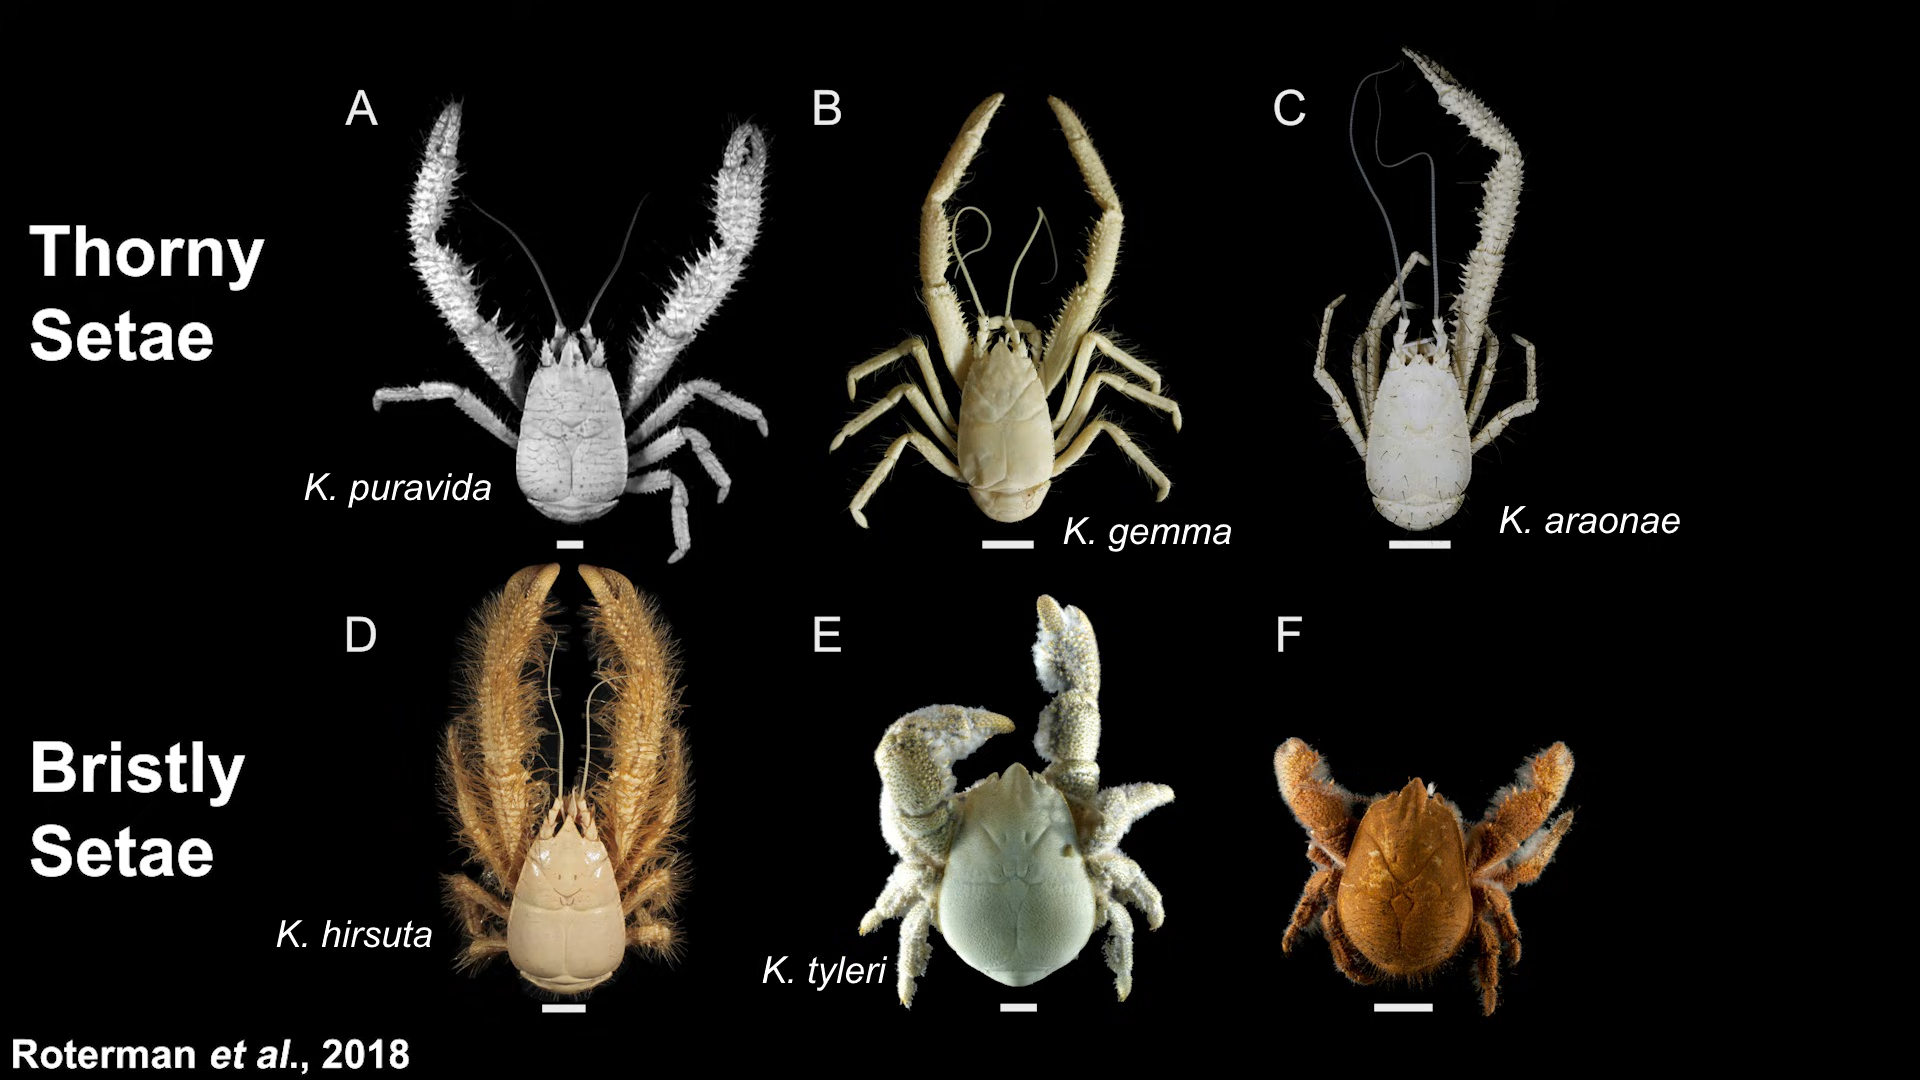 A
B
C
Thorny
Setae
K. puravida
K. gemma
K. araonae
D
E
F
Bristly
Setae
K. hirsuta
K. tyleri
Roterman et al., 2018